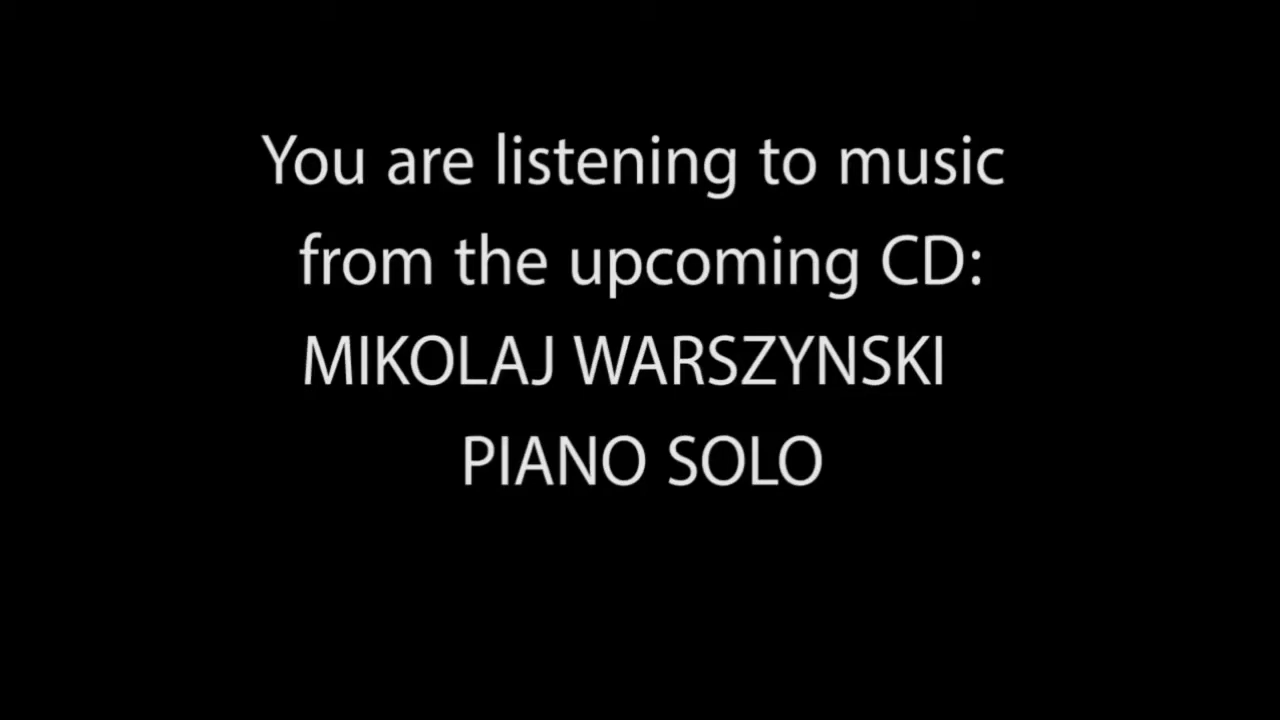 You are listening to music
from the upcoming CD:
MIKOLAJ WARSZYNSKI
PIANO SOLO